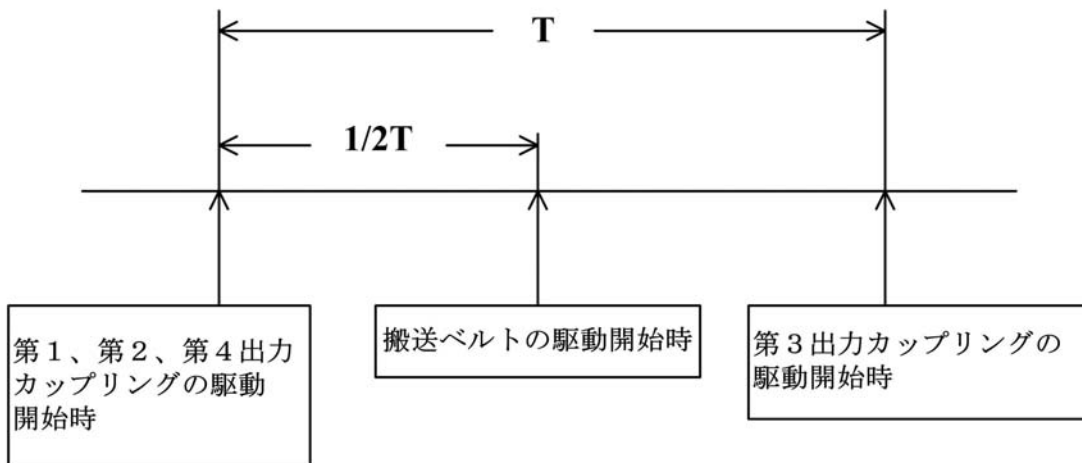 T
1/2T
第１、第２、第４出力
カップリングの駆動
開始時
搬送ベルトの駆動開始時
第３出力カップリングの
駆動開始時